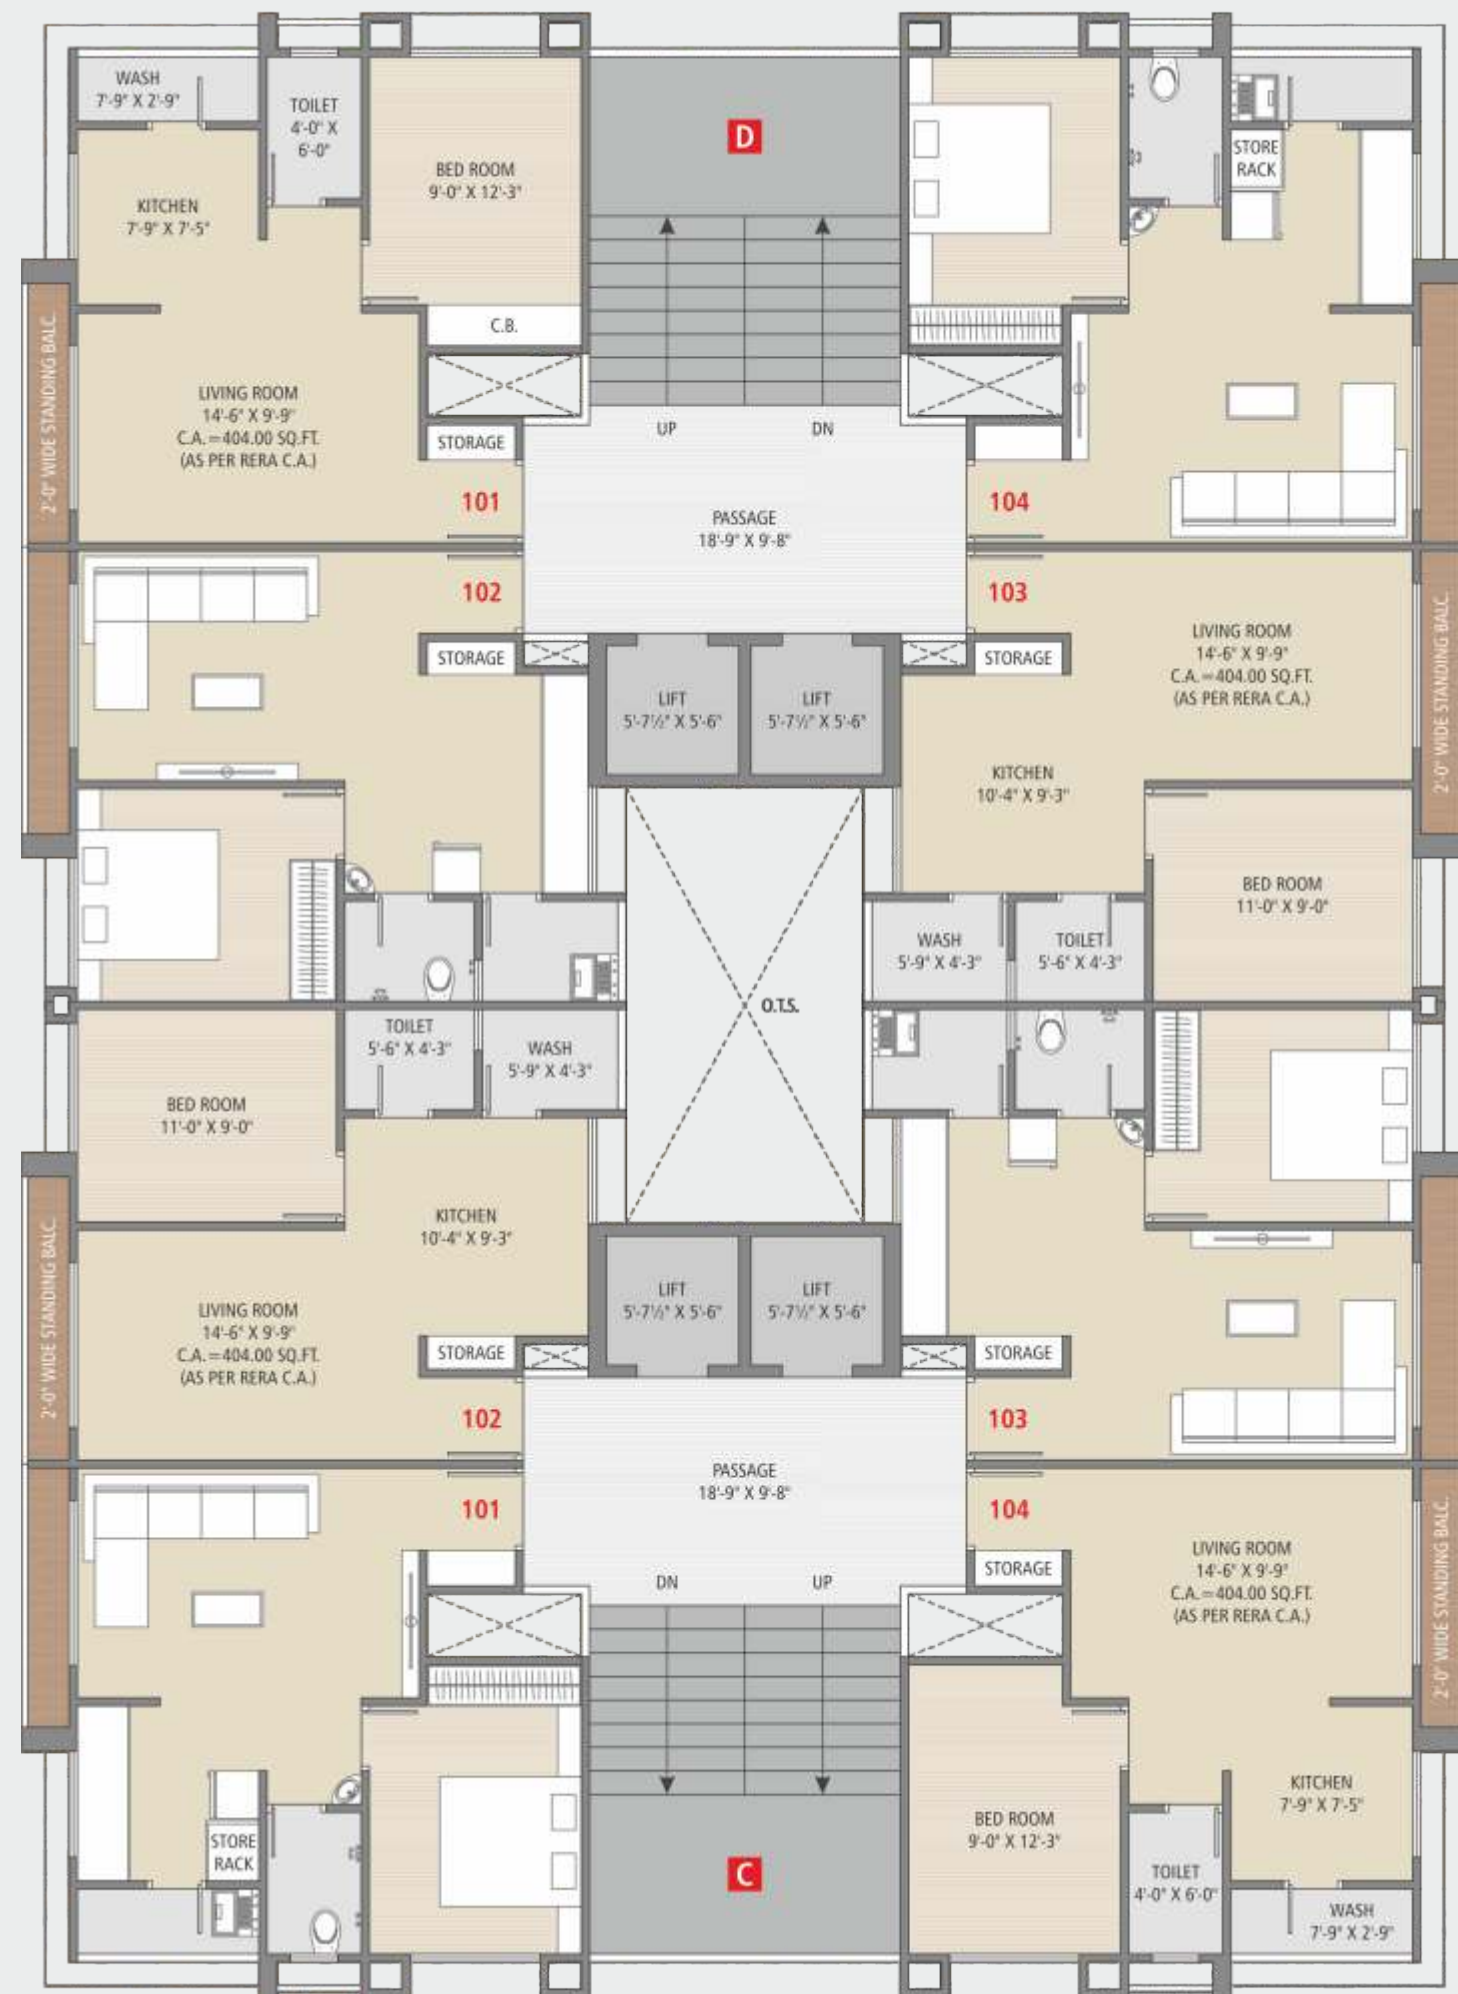 WASH
7'-9" X 2'-9"
TOILET
4'-0" X
6'-0"
BED ROOM
9'-0" X 12'-3"
D
STORE
RACK
KITCHEN
7'-9" X 7'-5"
C.B.
2'-0" WIDE STANDING BALC.
LIVING ROOM
14'-6" X 9'-9"
C.A.=404.00 SQ.FT.
(AS PER RERA C.A.)
STORAGE
UP
DN
101
104
PASSAGE
18'-9" X 9'-8"
102
103
STORAGE
STORAGE
LIVING ROOM
14'-6" X 9'-9"
C.A.=404.00 SQ.FT.
(AS PER RERA C.A.)
2'-0" WIDE STANDING BALC.
LIFT
5'-7½" X 5'-6"
LIFT
5'-7½" X 5'-6"
KITCHEN
10'-4" X 9'-3"
BED ROOM
11'-0" X 9'-0"
WASH
5'-9" X 4'-3"
TOILET
5'-6" X 4'-3"
O.T.S.
TOILET
5'-6" X 4'-3"
WASH
5'-9" X 4'-3"
BED ROOM
11'-0" X 9'-0"
KITCHEN
10'-4" X 9'-3"
2'-0" WIDE STANDING BALC.
LIVING ROOM
14'-6" X 9'-9"
C.A.=404.00 SQ.FT.
(AS PER RERA C.A.)
LIFT
5'-7½" X 5'-6"
LIFT
5'-7½" X 5'-6"
STORAGE
STORAGE
102
103
PASSAGE
18'-9" X 9'-8"
101
104
STORAGE
DN
UP
LIVING ROOM
14'-6" X 9'-9"
C.A.=404.00 SQ.FT.
(AS PER RERA C.A.)
2'-0" WIDE STANDING BALC.
KITCHEN
7'-9" X 7'-5"
BED ROOM
9'-0" X 12'-3"
STORE
RACK
C
TOILET
4'-0" X 6'-0"
WASH
7'-9" X 2'-9"